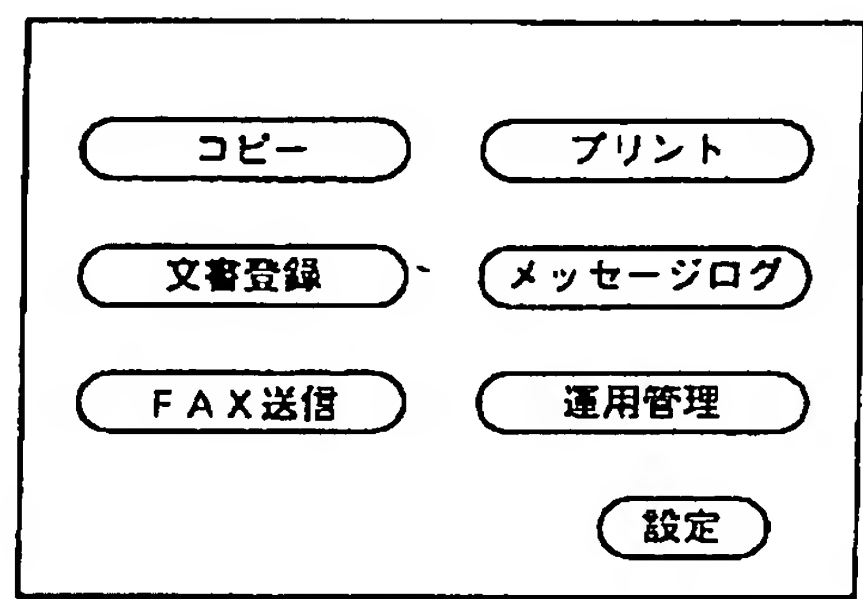 コピー
プリント
文書登録
メッセージログ
ＦＡＸ送信
運用管理
設定